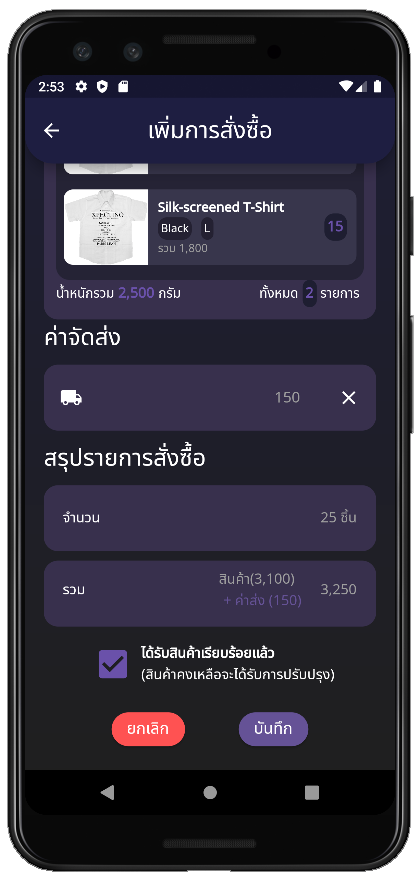 2:53
เพิ่มการสั่งซื้อ
Silk-screened T-Shirt
Black L
15
รวม 1,800
น้ำหนักรวม 2,500 กรัม ทั้งหมด 2 รายการ
ค่าจัดส่ง
150
สรุปรายการสั่งซื้อ
จำนวน 25 ชิ้น
สินค้า(3,100)
รวม 3,250
+ ค่าส่ง (150)
ได้รับสินค้าเรียบร้อยแล้ว
(สินค้าคงเหลือจะได้รับการปรับปรุง)
ยกเลิก บันทึก